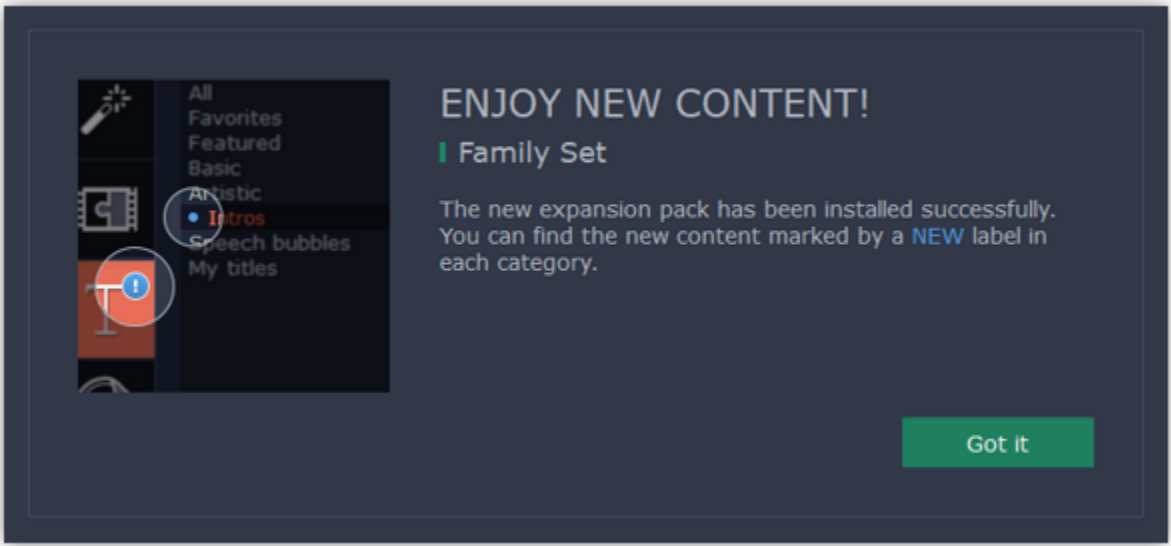 All
Favorites
Featured
Basic
Artistic
Intros
Speech bubbles
My titles
T
!
ENJOY NEW CONTENT!
Family Set
The new expansion pack has been installed successfully.
You can find the new content marked by a NEW label in
each category.
Got it